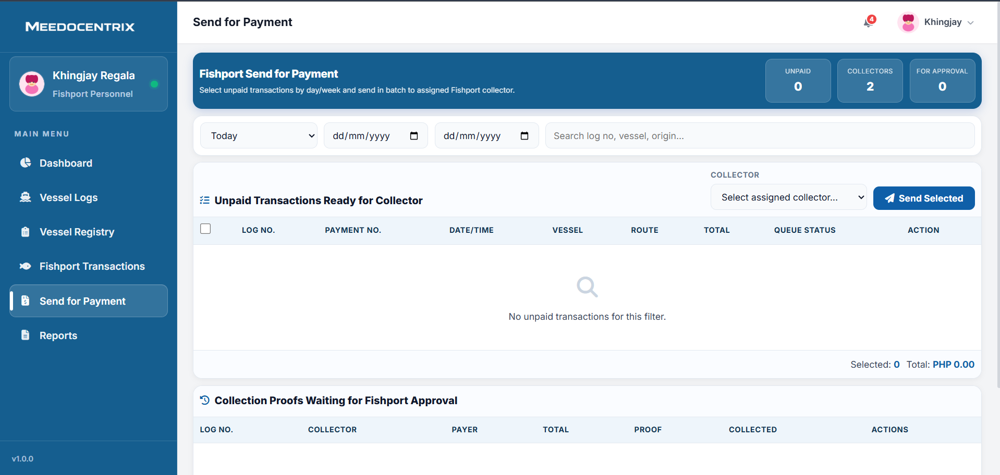 MEEDOCENTRIX
Khingjay Regala
Fishport Personnel
MAIN MENU
Dashboard
Vessel Logs
Vessel Registry
Fishport Transactions
Send for Payment
Reports
v1.0.0
Send for Payment
4
Khingjay
Fishport Send for Payment
Select unpaid transactions by day/week and send in batch to assigned Fishport collector.
UNPAID
0
COLLECTORS
2
FOR APPROVAL
0
Today
dd/mm/yyyy
dd/mm/yyyy
Search log no, vessel, origin...
Unpaid Transactions Ready for Collector
COLLECTOR
Select assigned collector...
Send Selected
LOG NO. PAYMENT NO. DATE/TIME VESSEL ROUTE TOTAL QUEUE STATUS ACTION
No unpaid transactions for this filter.
Selected: 0 Total: PHP 0.00
Collection Proofs Waiting for Fishport Approval
LOG NO. COLLECTOR PAYER TOTAL PROOF COLLECTED ACTIONS